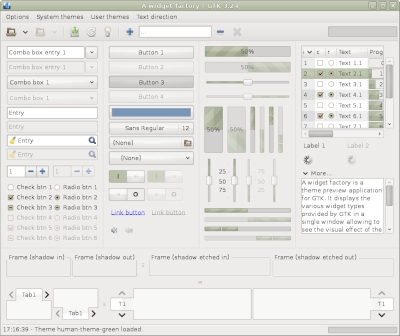 A widget factory - GTK 3.24
Options System themes User themes Text direction
Combo box entry 1
Combo box entry 1
Combo box 1
Combo box 1
Entry
Entry
Entry
Entry
1
1
Check btn 1 Radio btn 1
Check btn 2 Radio btn 2
Check btn 3 Radio btn 3
Check btn 4 Radio btn 4
Check btn 5 Radio btn 5
Check btn 6 Radio btn 6
Button 1
Button 2
Button 3
Button 4
Sans Regular 12
(None)
(None)
Link button Link button
50%
50%
50% 50%
25 25
50 50
75 75
i c r Text Prog
1 Text 1.1
2 Text 2.1
3 Text 3.1
4 Text 4.1
5 Text 5.1
6 Text 6.1
7 Text 7.1
Label 1 Label 2
More...
A widget factory is a
theme preview application
for GTK. It displays the
various widget types
provided by GTK in a
single window allowing to
see the visual effect of the
Frame (shadow in) Frame (shadow out) Frame (shadow etched in) Frame (shadow etched out)
Tab1
Tab1
T1
T1
17:16:39 - Theme human-theme-green loaded.